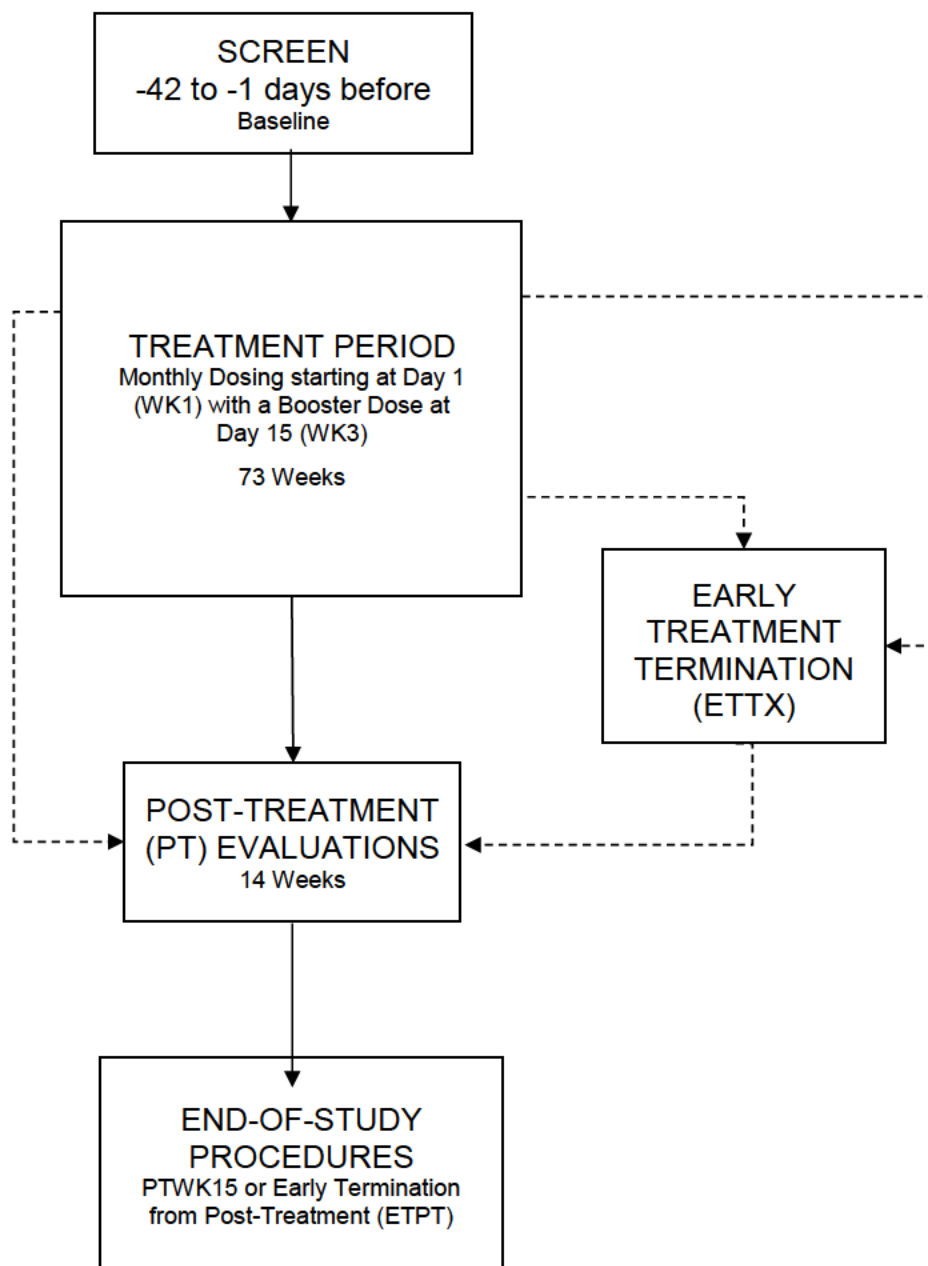 SCREEN
-42 to -1 days before
Baseline
TREATMENT PERIOD
Monthly Dosing starting at Day 1
(WK1) with a Booster Dose at
Day 15 (WK3)
73 Weeks
EARLY
TREATMENT
TERMINATION
(ETTX)
POST-TREATMENT
(PT) EVALUATIONS
14 Weeks
END-OF-STUDY
PROCEDURES
PTWK15 or Early Termination
from Post-Treatment (ETPT)